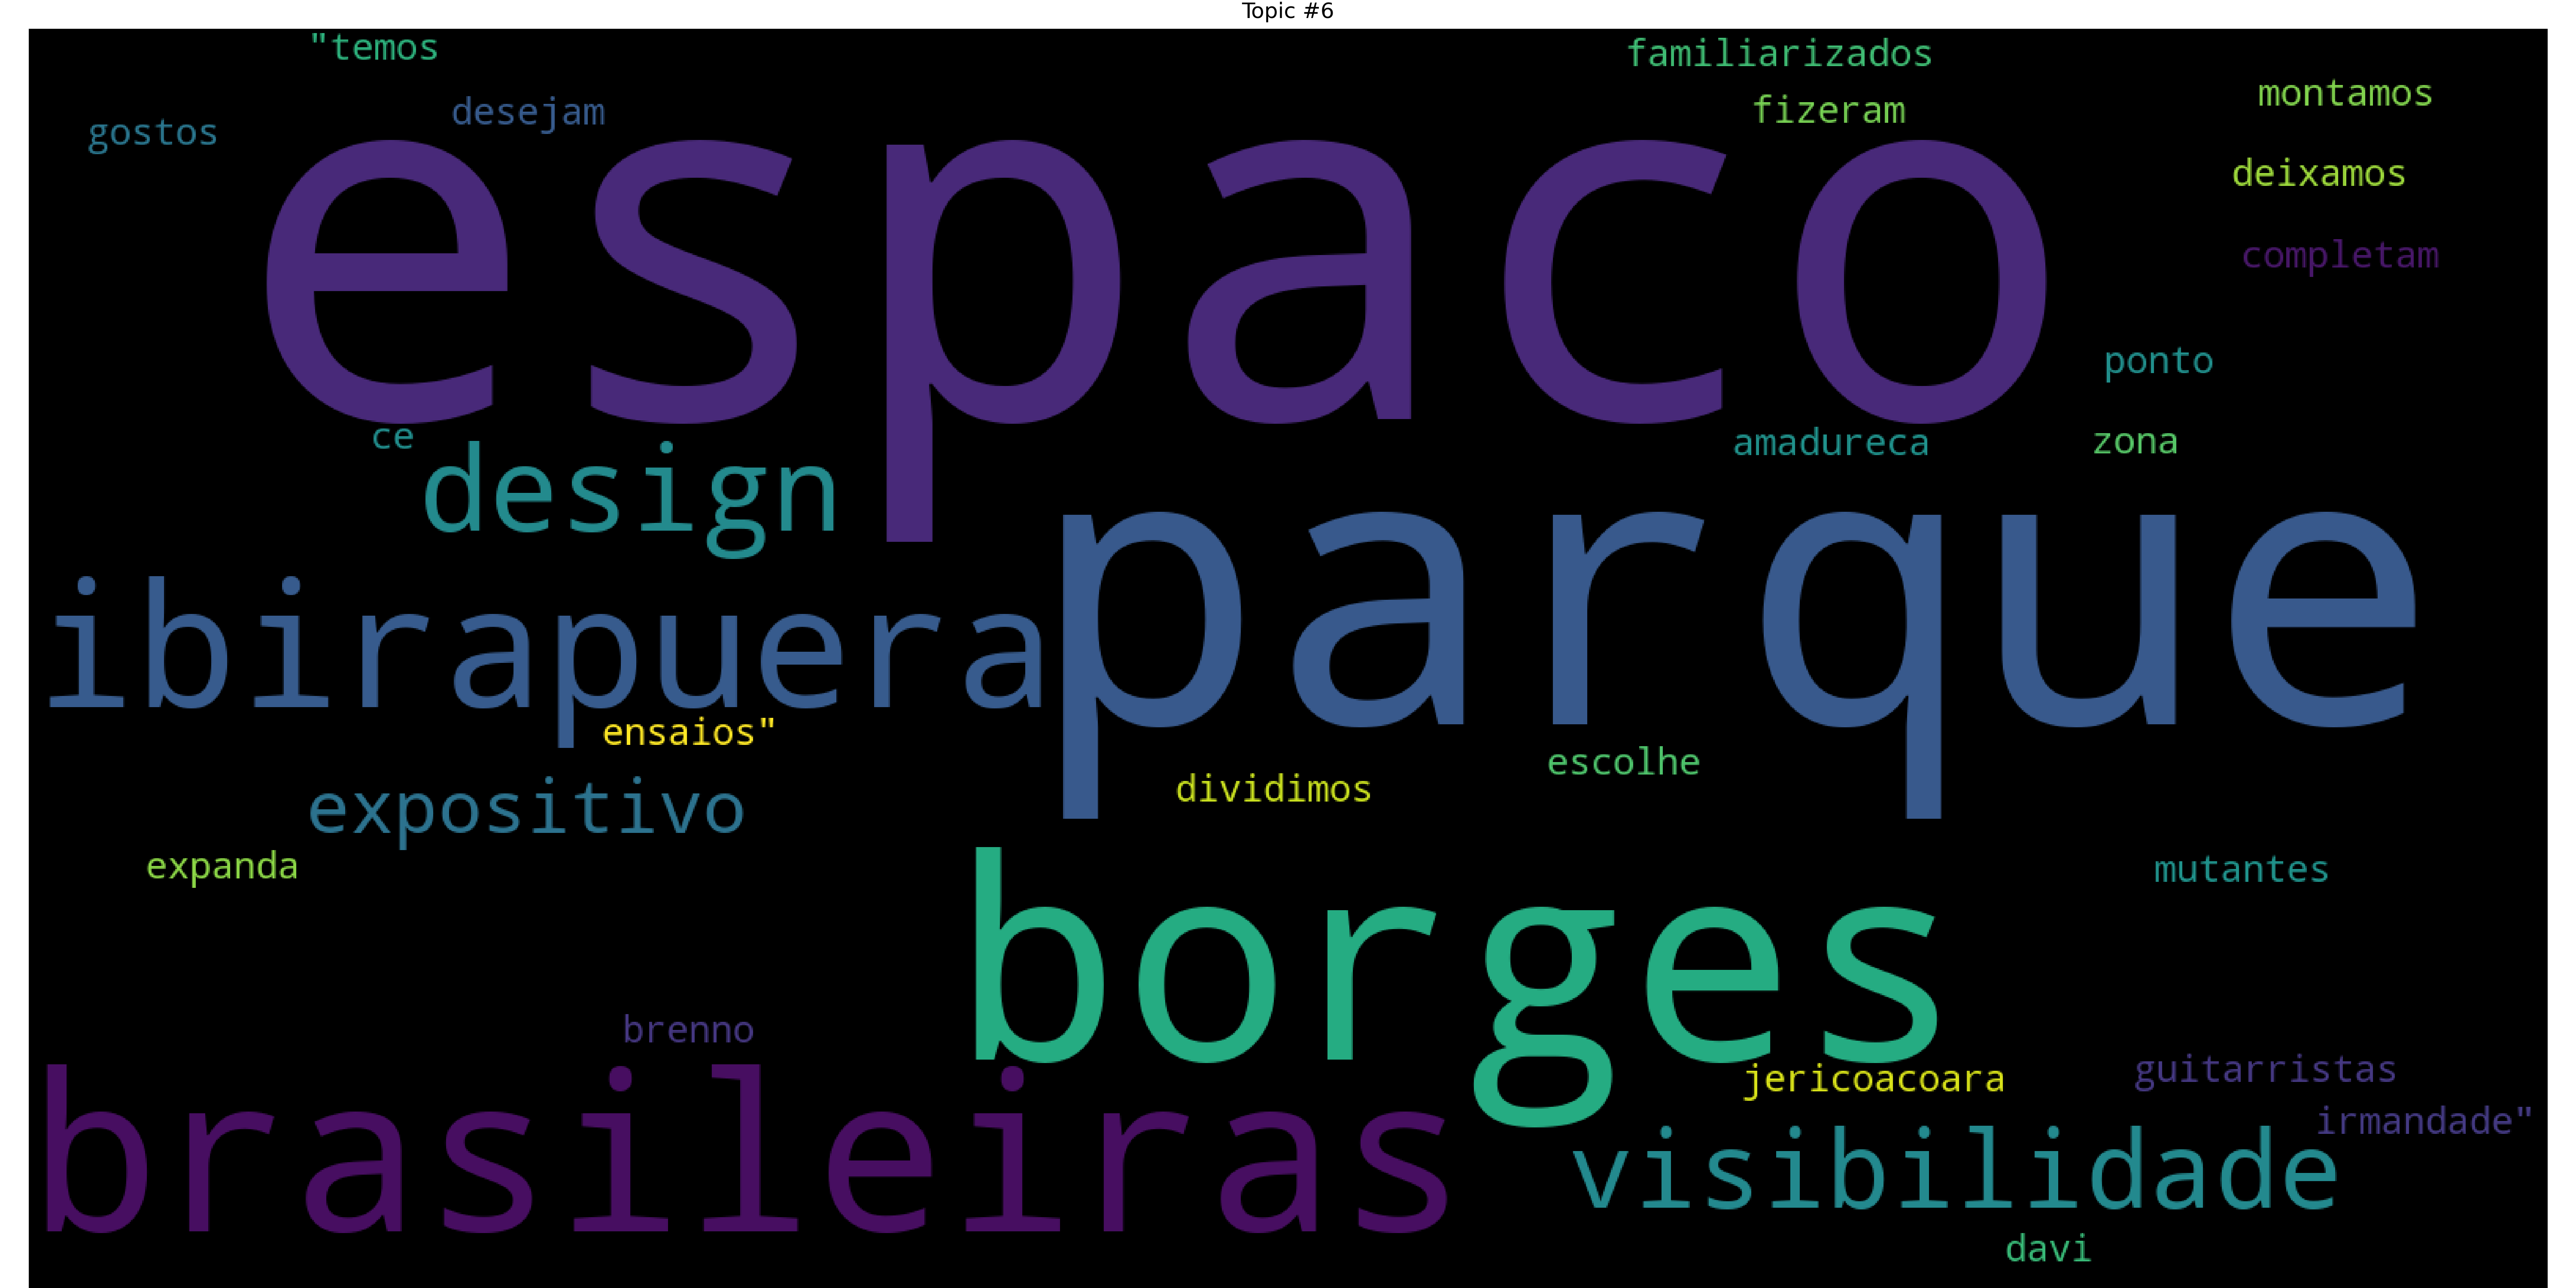 Topic #6
"temos
familiarizados
montamos
desejam
fizeram
gostos
deixamos
espaco
completam
ponto
ce
amadureca
zona
design
parque
ibirapuera
ensaios"
escolhe
dividimos
expositivo
expanda
mutantes
borges
brenno
jericoacoara
guitarristas
irmandade"
brasileiras
visibilidade
davi